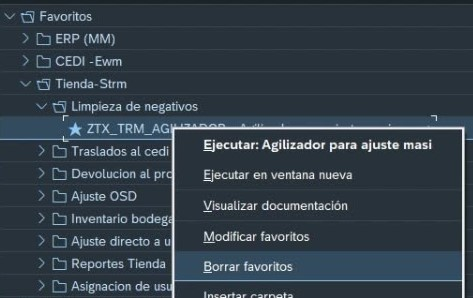 Favoritos
ERP (MM)
CEDI -Ewm
Tienda-Strm
Limpieza de negativos
ZTX_TRM_AGILIZADOR
Ejecutar: Agilizador para ajuste masi
Traslados al cedi
Ejecutar en ventana nueva
Devolucion al pro
Ajuste OSD
Visualizar documentación
Inventario bodega
Modificar favoritos
Ajuste directo a u
Reportes Tienda
Borrar favoritos
Asignacion de usu
Insertar carpeta